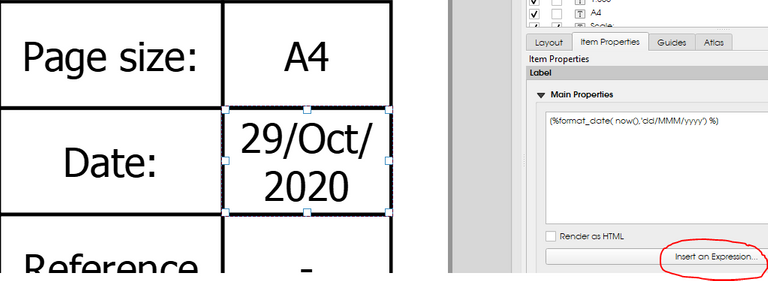 Page size:
A4
Date:
29/Oct/
2020
Reference
-
A4
Scale:
Layout
Item Properties
Guides
Atlas
Item Properties
Label
Main Properties
[%format_date( now(),'dd/MMM/yyyy') %]
Render as HTML
Insert an Expression...